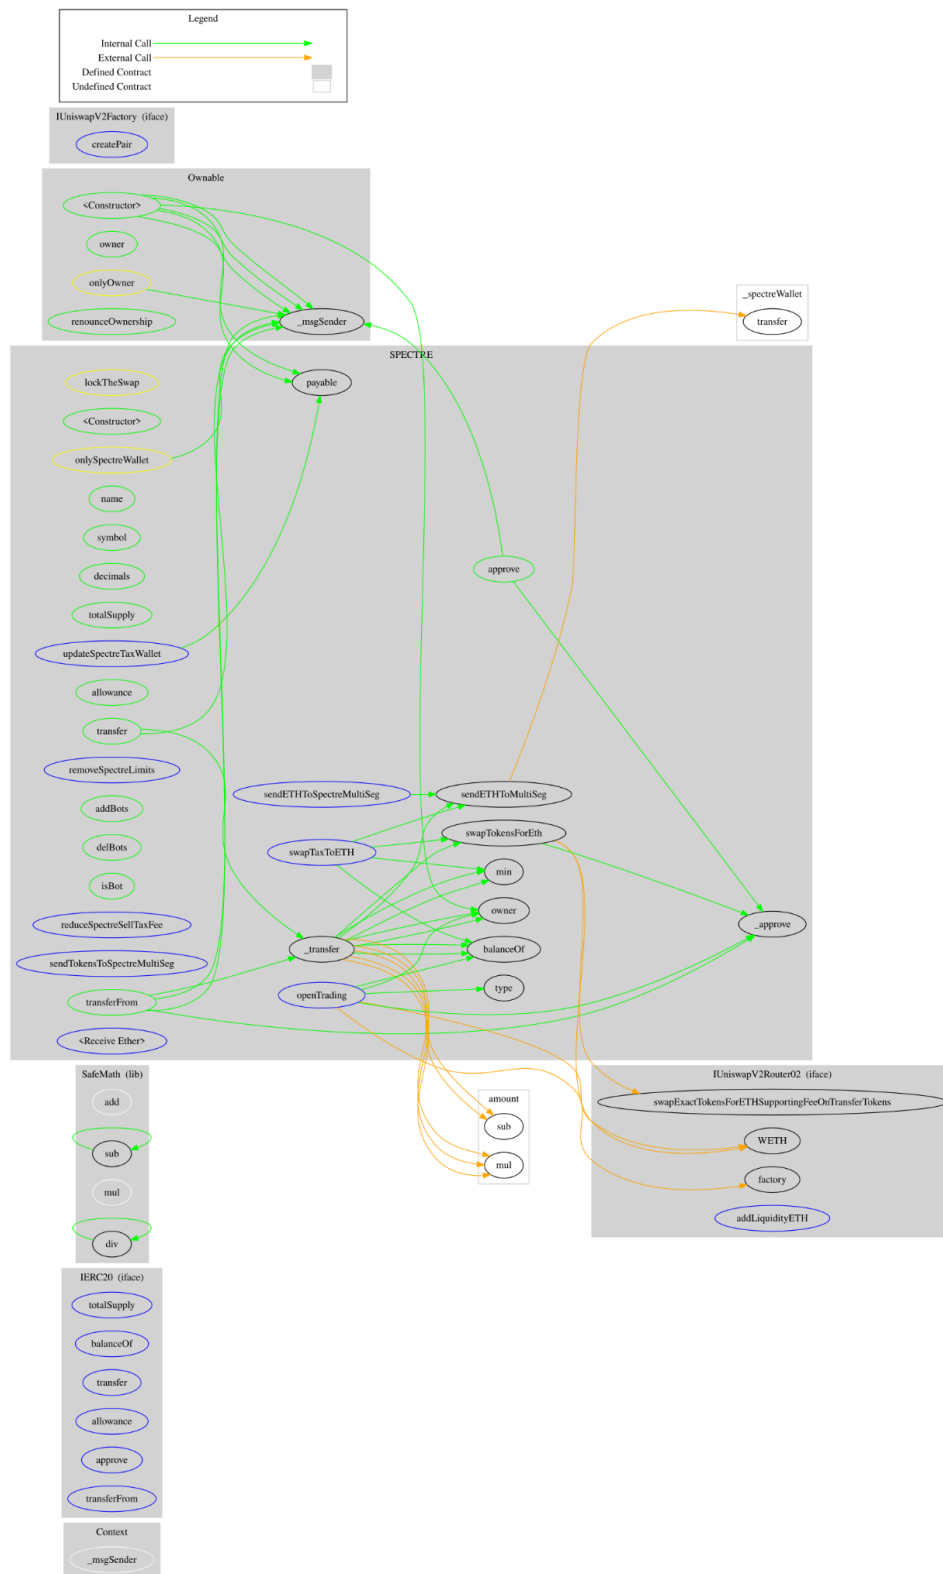 Legend
Internal Call
External Call
Defined Contract
Undefined Contract
IUniswapV2Factory (iface)
createPair
Ownable
<Constructor>
owner
onlyOwner
renounceOwnership
_msgSender
_spectreWallet
transfer
SPECTRE
lockTheSwap
payable
<Constructor>
onlySpectreWallet
name
symbol
decimals
approve
totalSupply
updateSpectreTaxWallet
allowance
transfer
removeSpectreLimits
sendETHToSpectreMultiSeg
sendETHToMultiSeg
addBots
swapTokensForEth
delBots
swapTaxToETH
min
isBot
owner
reduceSpectreSellTaxFee
_approve
_transfer
balanceOf
sendTokensToSpectreMultiSeg
openTrading
type
transferFrom
<Receive Ether>
SafeMath (lib)
add
sub
mul
div
amount
sub
mul
IUniswapV2Router02 (iface)
swapExactTokensForETHSupportingFeeOnTransferTokens
WETH
factory
addLiquidityETH
IERC20 (iface)
totalSupply
balanceOf
transfer
allowance
approve
transferFrom
Context
_msgSender